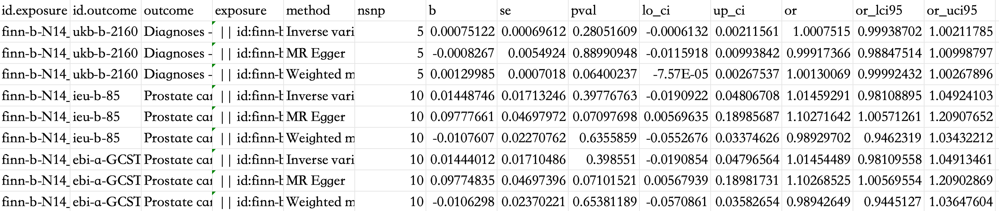 id.exposure id.outcome outcome exposure method nsnp b se pval lo_ci up_ci or or_lci95 or_uci95
finn-b-N14_ ukb-b-2160 Diagnoses - || id:finn-b Inverse vari 5 0.00075122 0.00069612 0.28051609 -0.0006132 0.00211561 1.0007515 0.99938702 1.00211785
finn-b-N14_ ukb-b-2160 Diagnoses - || id:finn-b MR Egger 5 -0.0008267 0.0054924 0.88990948 -0.0115918 0.00993842 0.99917366 0.98847514 1.00998797
finn-b-N14_ ukb-b-2160 Diagnoses - || id:finn-b Weighted m 5 0.00129985 0.0007018 0.06400237 -7.57E-05 0.00267537 1.00130069 0.99992432 1.00267896
finn-b-N14_ ieu-b-85 Prostate can || id:finn-b Inverse vari 10 0.01448746 0.01713246 0.39776763 -0.0190922 0.04806708 1.01459291 0.98108895 1.04924103
finn-b-N14_ ieu-b-85 Prostate can || id:finn-b MR Egger 10 0.09777661 0.04697972 0.07097698 0.00569635 0.18985687 1.10271642 1.00571261 1.20907652
finn-b-N14_ ieu-b-85 Prostate can || id:finn-b Weighted m 10 -0.0107607 0.02270762 0.6355859 -0.0552676 0.03374626 0.98929702 0.9462319 1.03432212
finn-b-N14_ ebi-a-GCST Prostate can || id:finn-b Inverse vari 10 0.01444012 0.01710486 0.398551 -0.0190854 0.04796564 1.01454489 0.98109558 1.04913461
finn-b-N14_ ebi-a-GCST Prostate can || id:finn-b MR Egger 10 0.09774835 0.04697396 0.07101521 0.00567939 0.18981731 1.10268525 1.00569554 1.20902869
finn-b-N14_ ebi-a-GCST Prostate can || id:finn-b Weighted m 10 -0.0106298 0.02370221 0.65381189 -0.0570861 0.03582654 0.98942649 0.9445127 1.03647604